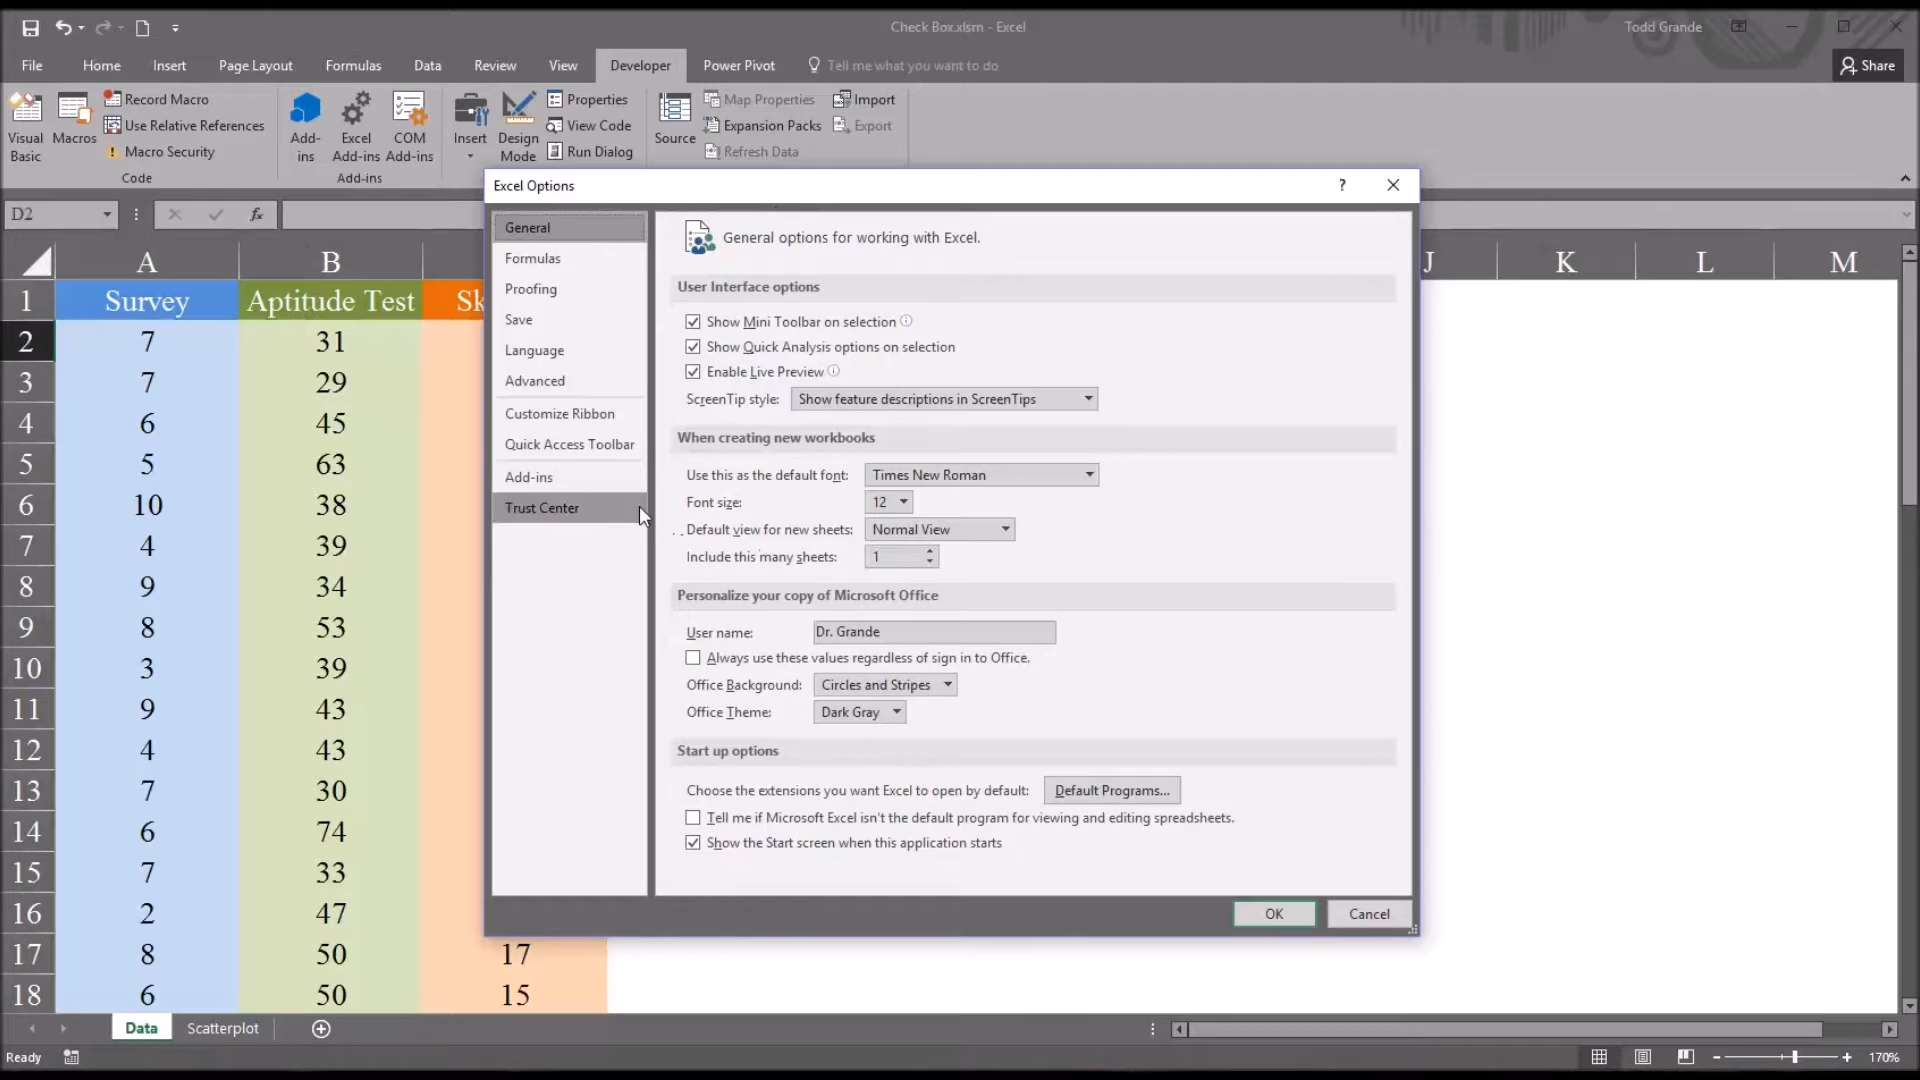 Check Box.xlsm - Excel
Todd Grande
File Home Insert Page Layout Formulas Data Review View Developer Power Pivot Tell me what you want to do Share
Visual Basic
Macros
Record Macro
Use Relative References
Macro Security
Code
Add-ins
Excel Add-ins
COM Add-ins
Add-ins
Insert
Design Mode
Properties
View Code
Run Dialog
Source
Map Properties
Expansion Packs
Refresh Data
Import
Export
D2
fx
Excel Options
?
General
Formulas
Proofing
Save
Language
Advanced
Customize Ribbon
Quick Access Toolbar
Add-ins
Trust Center
General options for working with Excel.
User Interface options
Show Mini Toolbar on selection
Show Quick Analysis options on selection
Enable Live Preview
ScreenTip style: Show feature descriptions in ScreenTips
When creating new workbooks
Use this as the default font: Times New Roman
Font size: 12
Default view for new sheets: Normal View
Include this many sheets: 1
Personalize your copy of Microsoft Office
User name: Dr. Grande
Always use these values regardless of sign in to Office.
Office Background: Circles and Stripes
Office Theme: Dark Gray
Start up options
Choose the extensions you want Excel to open by default: Default Programs...
Tell me if Microsoft Excel isn't the default program for viewing and editing spreadsheets.
Show the Start screen when this application starts
OK Cancel
A B J K L M
1 Survey Aptitude Test Sk
2 7 31
3 7 29
4 6 45
5 5 63
6 10 38
7 4 39
8 9 34
9 8 53
10 3 39
11 9 43
12 4 43
13 7 30
14 6 74
15 7 33
16 2 47
17 8 50 17
18 6 50 15
Data Scatterplot
Ready
170%